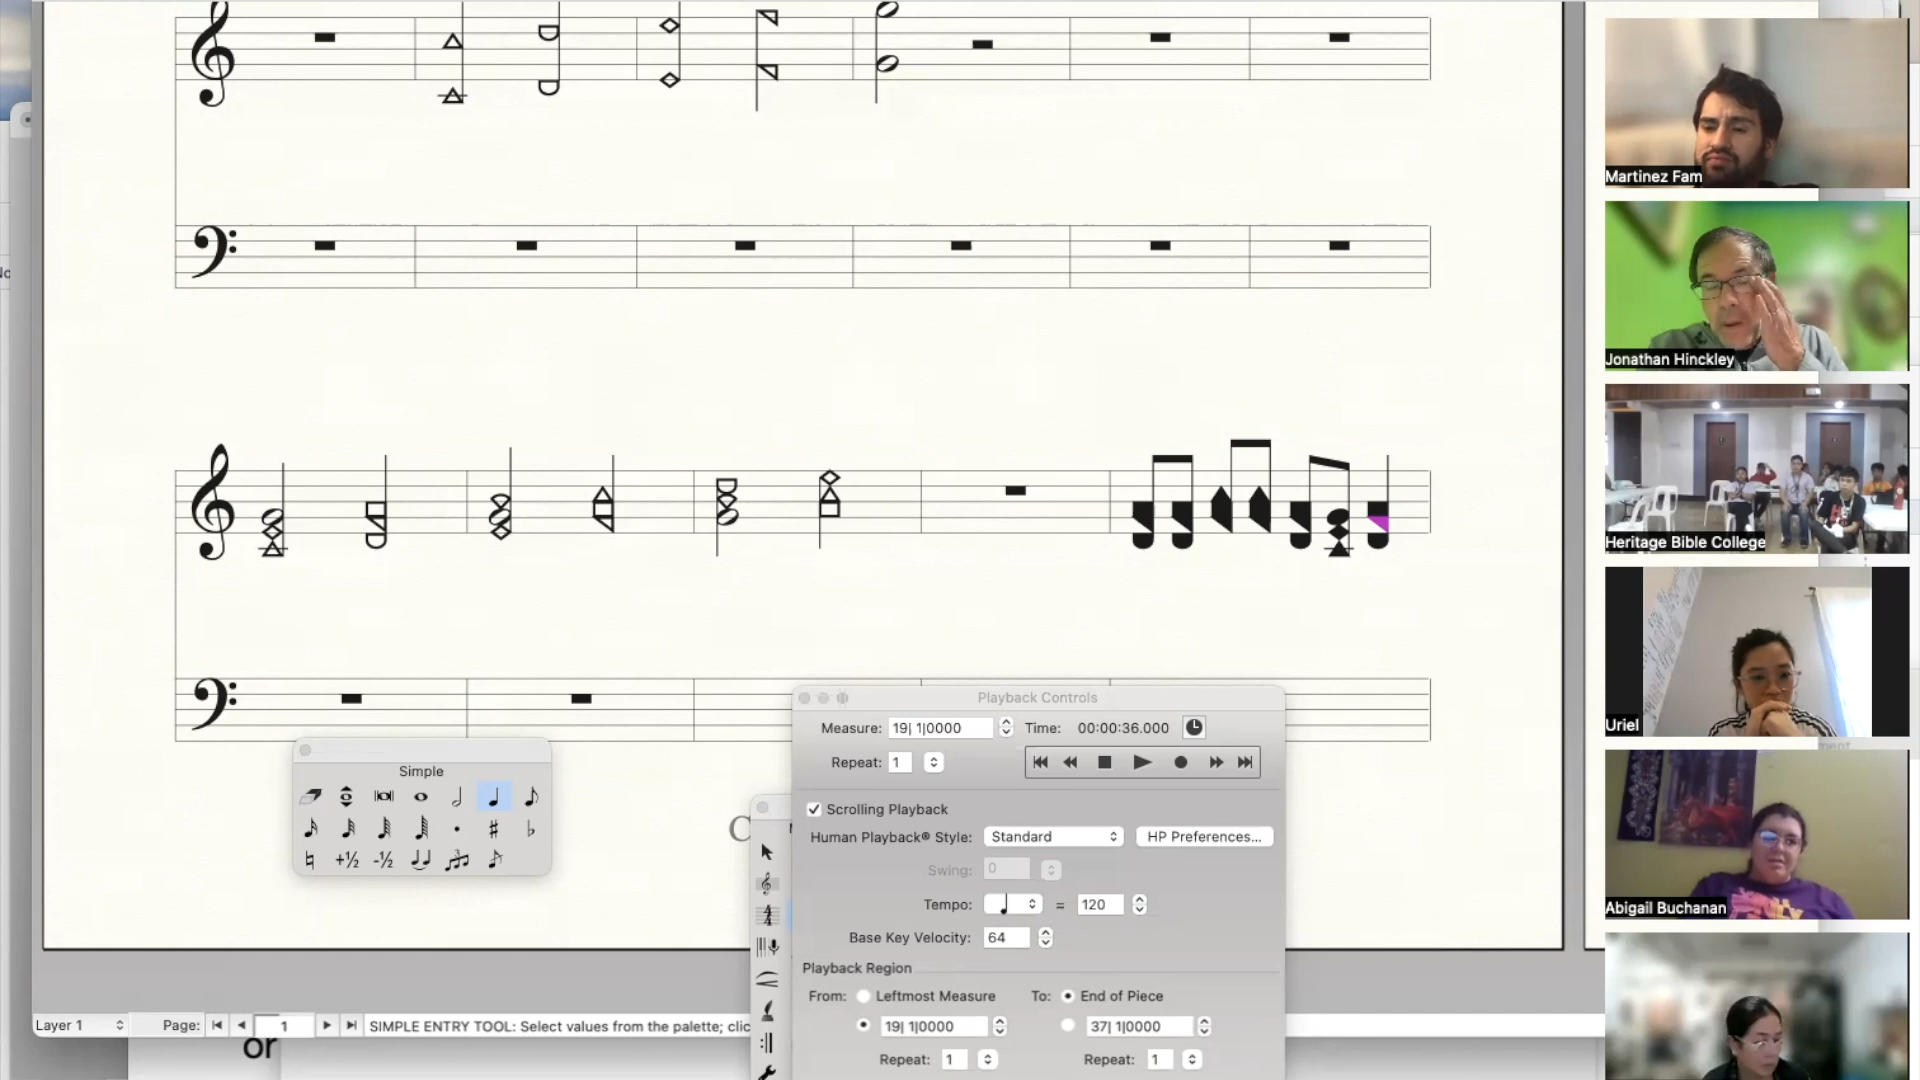 Martinez Fam
Jonathan Hinckley
Heritage Bible College
Uriel
Abigail Buchanan
Simple
+½ -½
Playback Controls
Measure: 19| 1|0000 Time: 00:00:36.000
Repeat: 1
Scrolling Playback
Human Playback® Style: Standard HP Preferences...
Swing: 0
Tempo: = 120
Base Key Velocity: 64
Playback Region
From: Leftmost Measure To: End of Piece
19| 1|0000 37| 1|0000
Repeat: 1 Repeat: 1
Layer 1 Page: 1 SIMPLE ENTRY TOOL: Select values from the palette; clic
or